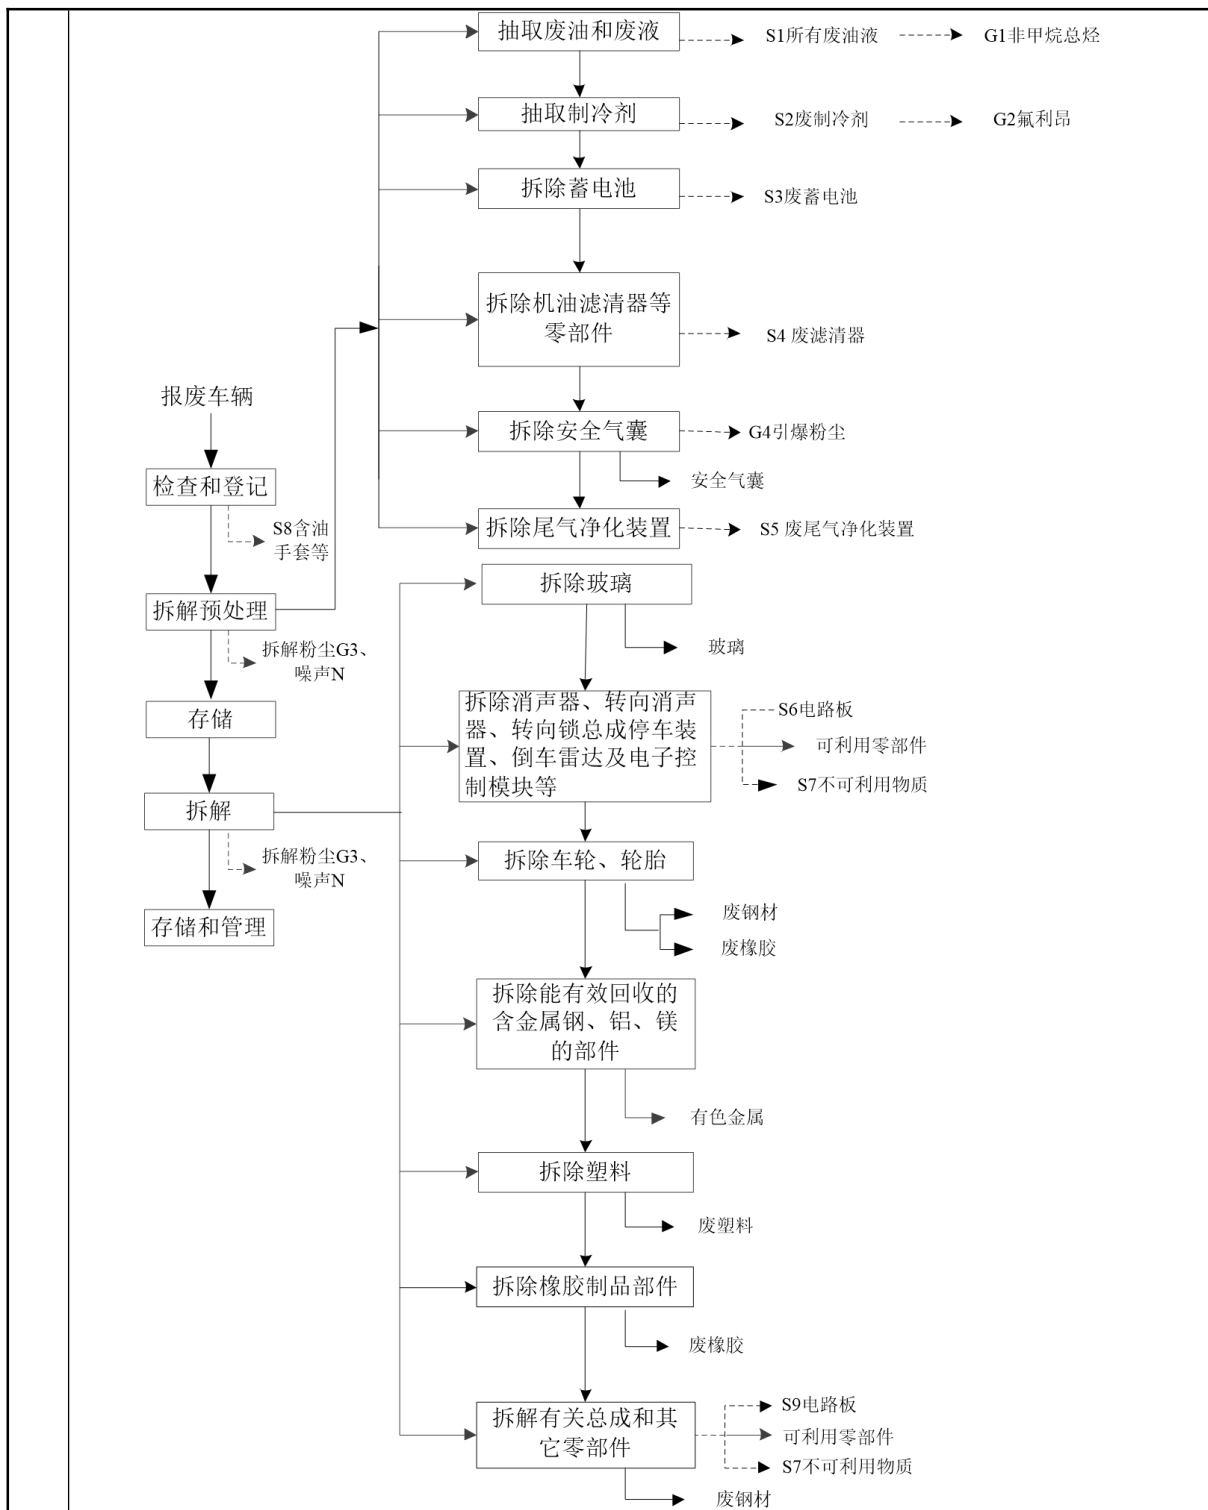 抽取废油和废液
S1所有废油液
G1非甲烷总烃
抽取制冷剂
S2废制冷剂
G2氟利昂
拆除蓄电池
S3废蓄电池
拆除机油滤清器等
零部件
S4 废滤清器
报废车辆
拆除安全气囊
G4引爆粉尘
安全气囊
检查和登记
S8含油
手套等
拆除尾气净化装置
S5 废尾气净化装置
拆除玻璃
拆解预处理
拆解粉尘G3、
噪声N
玻璃
存储
拆除消声器、转向消声
器、转向锁总成停车装
置、倒车雷达及电子控
制模块等
S6电路板
可利用零部件
S7不可利用物质
拆解
拆解粉尘G3、
噪声N
拆除车轮、轮胎
废钢材
废橡胶
存储和管理
拆除能有效回收的
含金属钢、铝、镁
的部件
有色金属
拆除塑料
废塑料
拆除橡胶制品部件
废橡胶
拆解有关总成和其
它零部件
S9电路板
可利用零部件
S7不可利用物质
废钢材